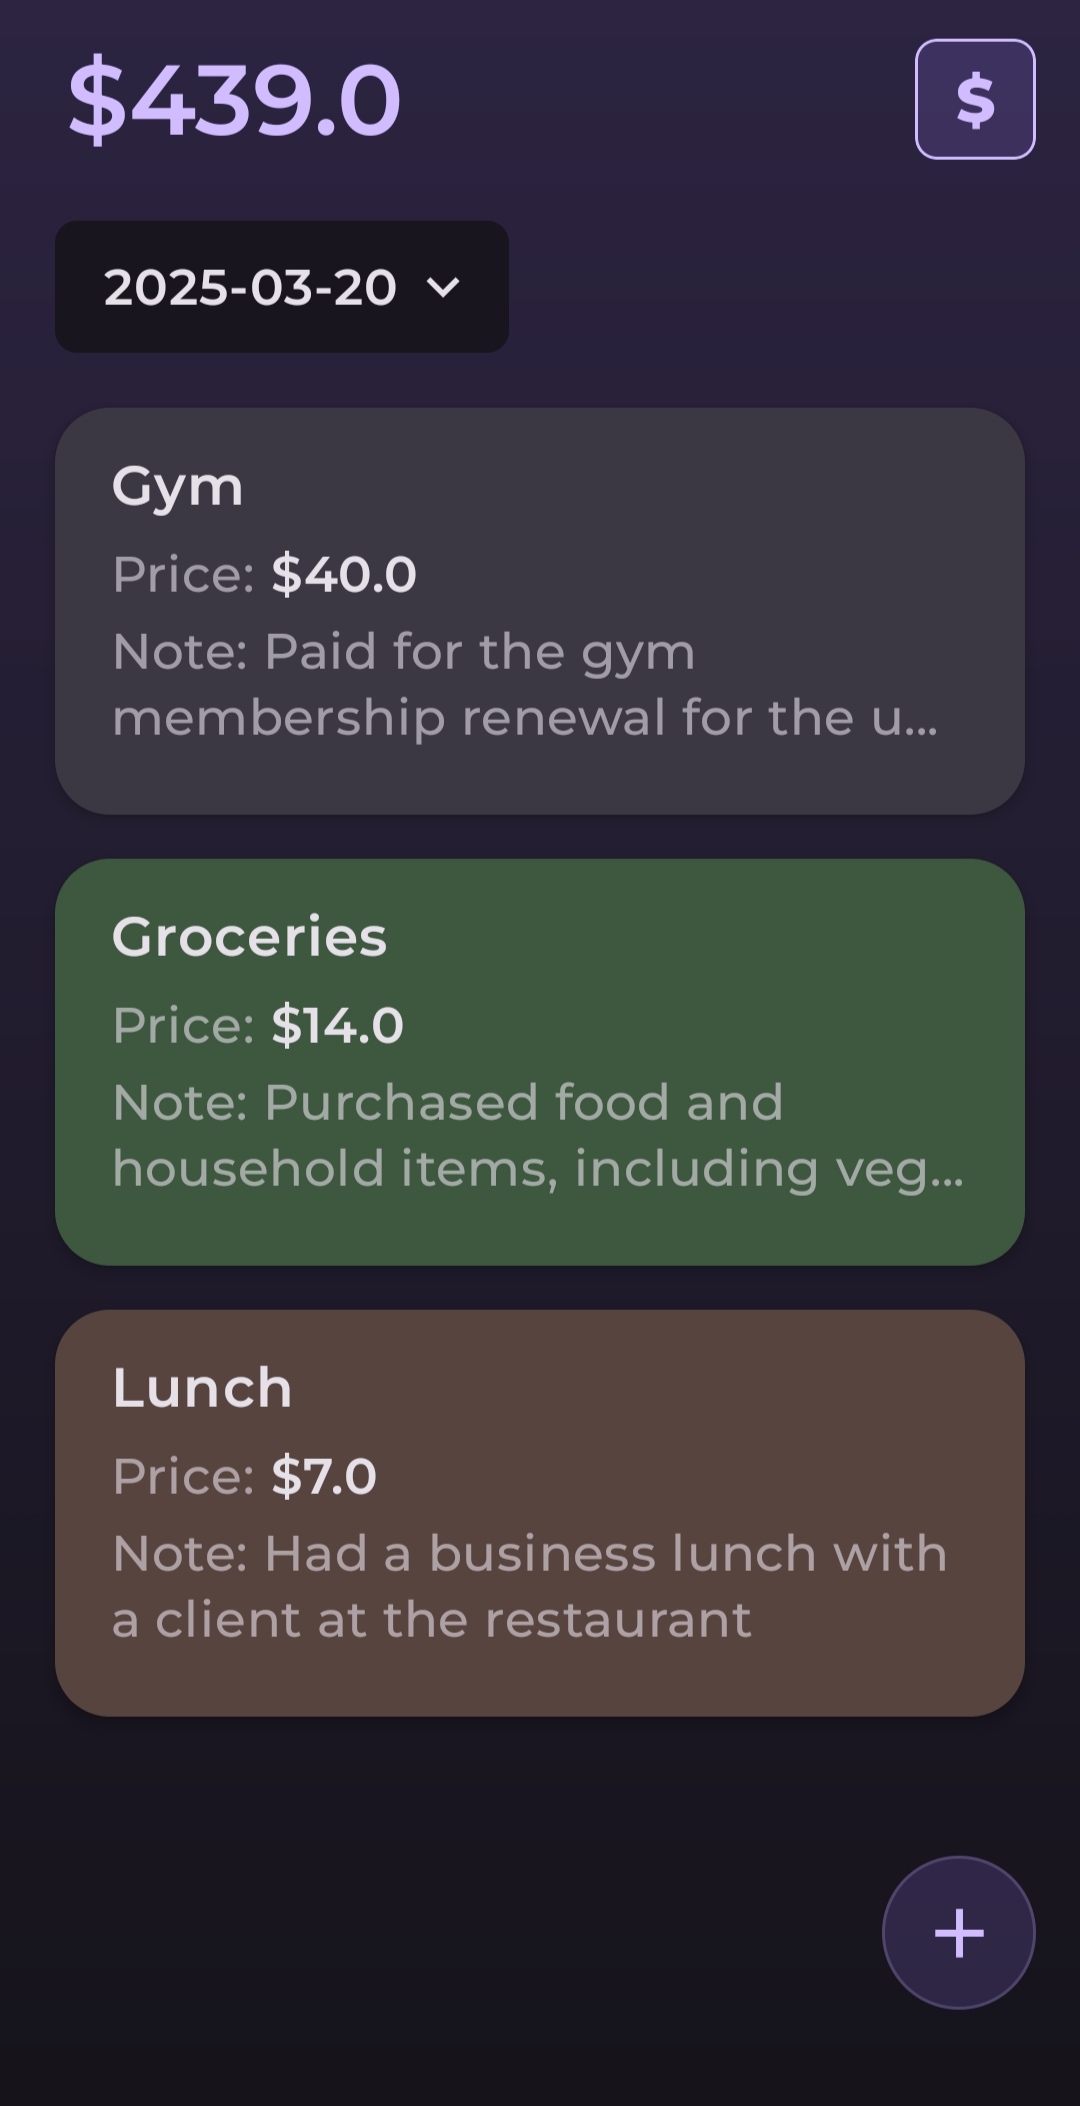 $439.0
$
2025-03-20
Gym
Price: $40.0
Note: Paid for the gym
membership renewal for the u...
Groceries
Price: $14.0
Note: Purchased food and
household items, including veg...
Lunch
Price: $7.0
Note: Had a business lunch with
a client at the restaurant
+